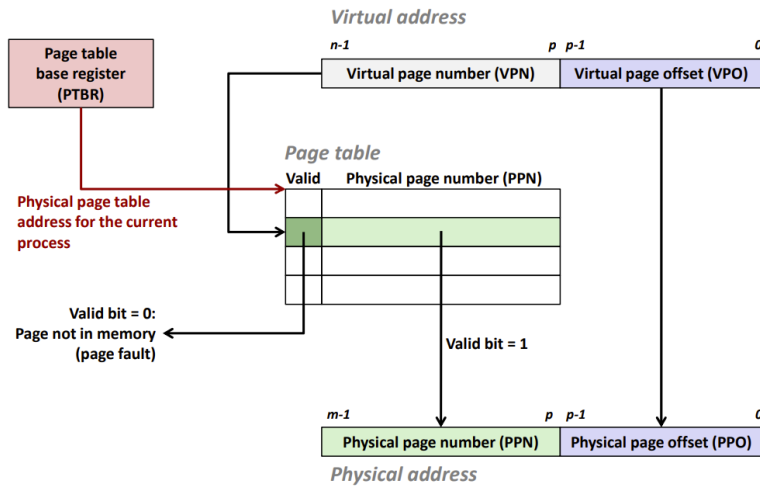 Virtual address
n-1 p p-1 0
Page table
base register
(PTBR)
Virtual page number (VPN) Virtual page offset (VPO)
Page table
Valid Physical page number (PPN)
Physical page table
address for the current
process
Valid bit = 0:
Page not in memory
(page fault)
Valid bit = 1
m-1 p p-1 0
Physical page number (PPN) Physical page offset (PPO)
Physical address